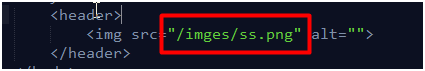 <header>
<img src="/imges/ss.png" alt="">
</header>